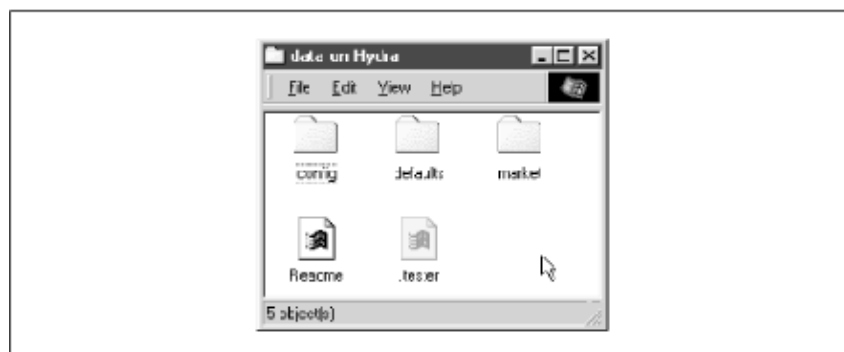 data on Hydra
File Edit View Help
config defaults market
Readme .tester
5 object(s)